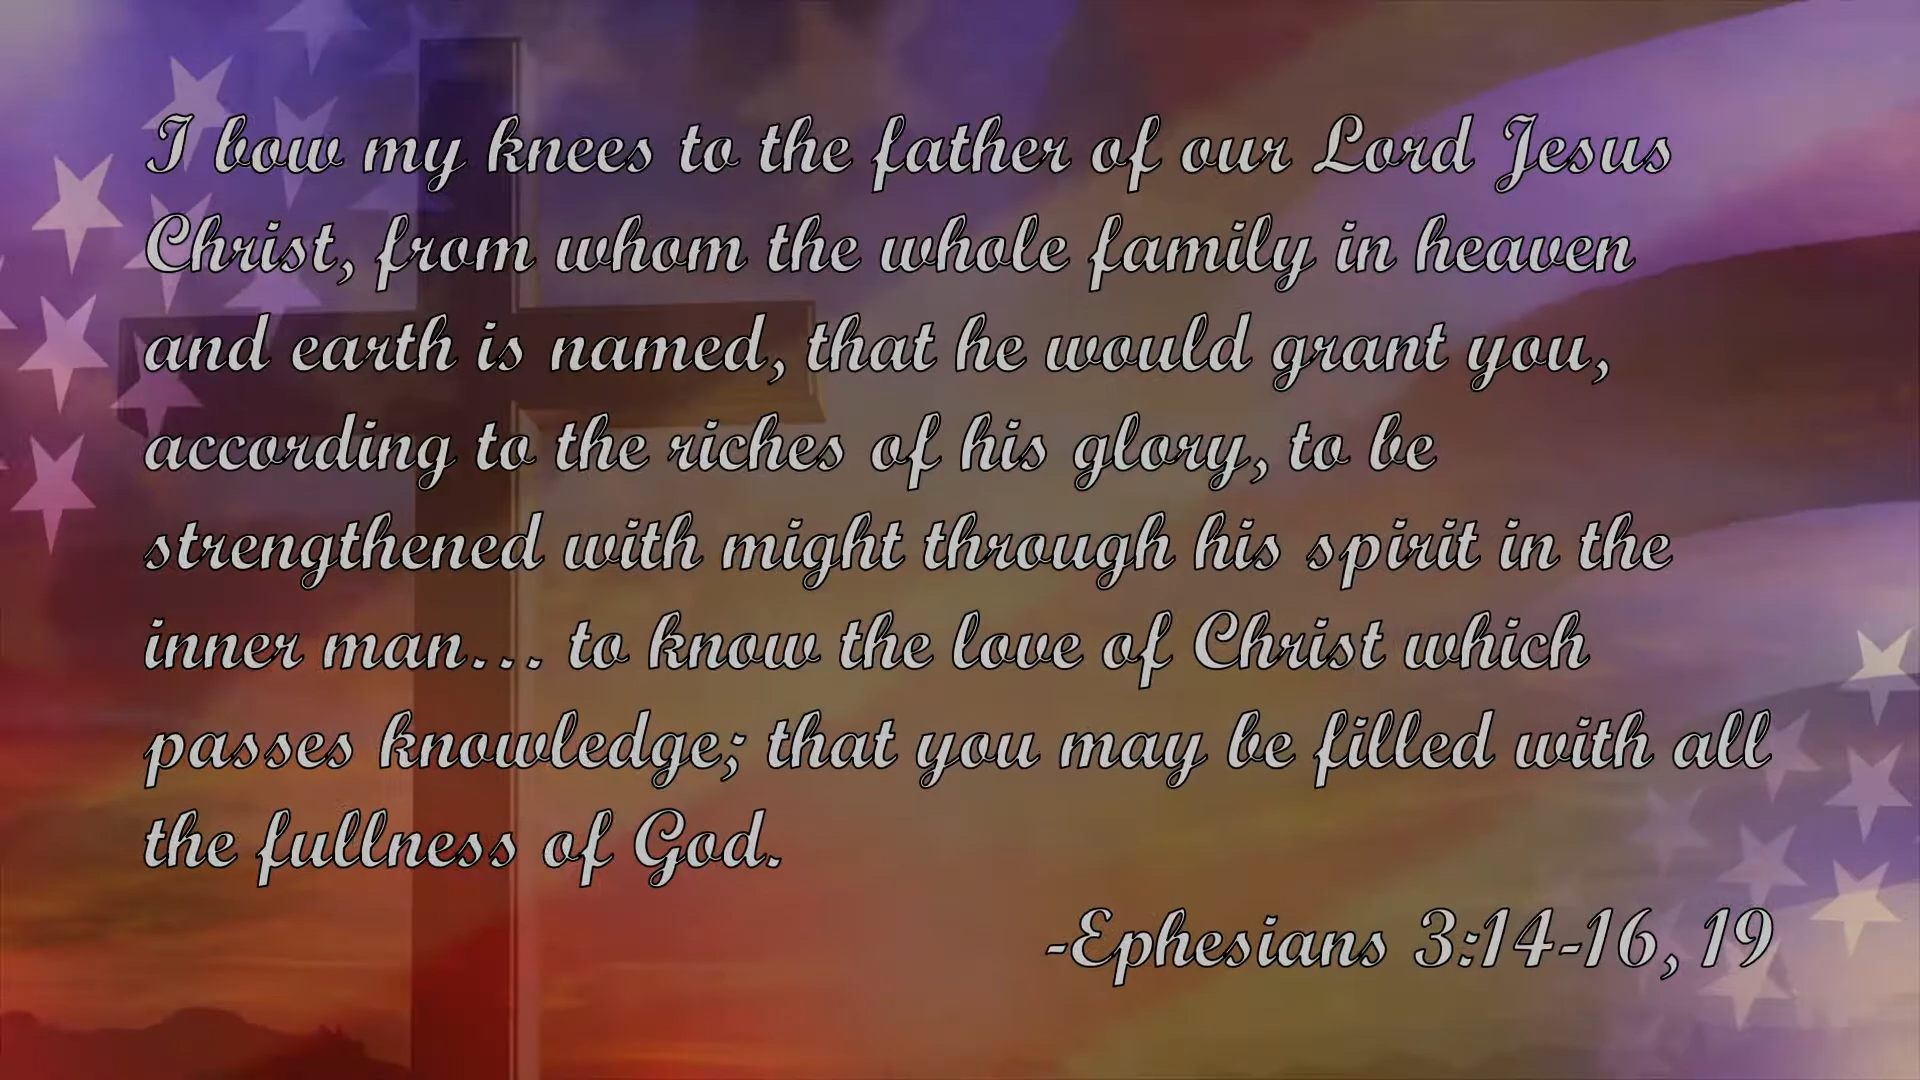 I bow my knees to the father of our Lord Jesus
Christ, from whom the whole family in heaven
and earth is named, that he would grant you,
according to the riches of his glory, to be
strengthened with might through his spirit in the
inner man... to know the love of Christ which
passes knowledge; that you may be filled with all
the fullness of God.
-Ephesians 3:14-16, 19